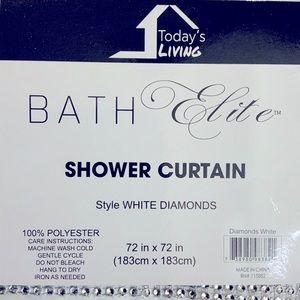 Today's
LIVING
BATH Elite™
SHOWER CURTAIN
Style WHITE DIAMONDS
100% POLYESTER
CARE INSTRUCTIONS:
MACHINE WASH COLD
GENTLE CYCLE
DO NOT BLEACH
HANG TO DRY
IRON AS NEEDED
72 in x 72 in
(183cm x 183cm)
Diamonds White
MADE IN CHINA